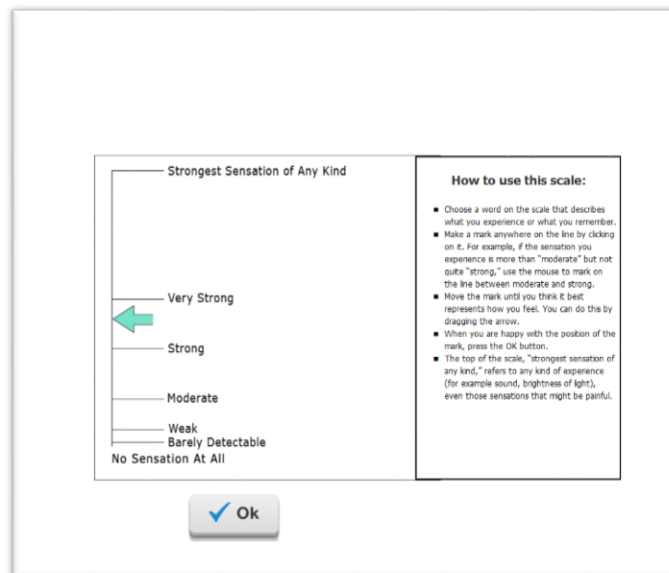 Strongest Sensation of Any Kind
Very Strong
Strong
Moderate
Weak
Barely Detectable
No Sensation At All
How to use this scale:
▪ Choose a word on the scale that describes
what you experience or what you remember.
▪ Make a mark anywhere on the line by clicking
on it. For example, if the sensation you
experience is more than "moderate" but not
quite "strong," use the mouse to mark on
the line between moderate and strong.
▪ Move the mark until you think it best
represents how you feel. You can do this by
dragging the arrow.
▪ When you are happy with the position of the
mark, press the OK button.
▪ The top of the scale, "strongest sensation of
any kind," refers to any kind of experience
(for example sound, brightness of light),
even those sensations that might be painful.
Ok